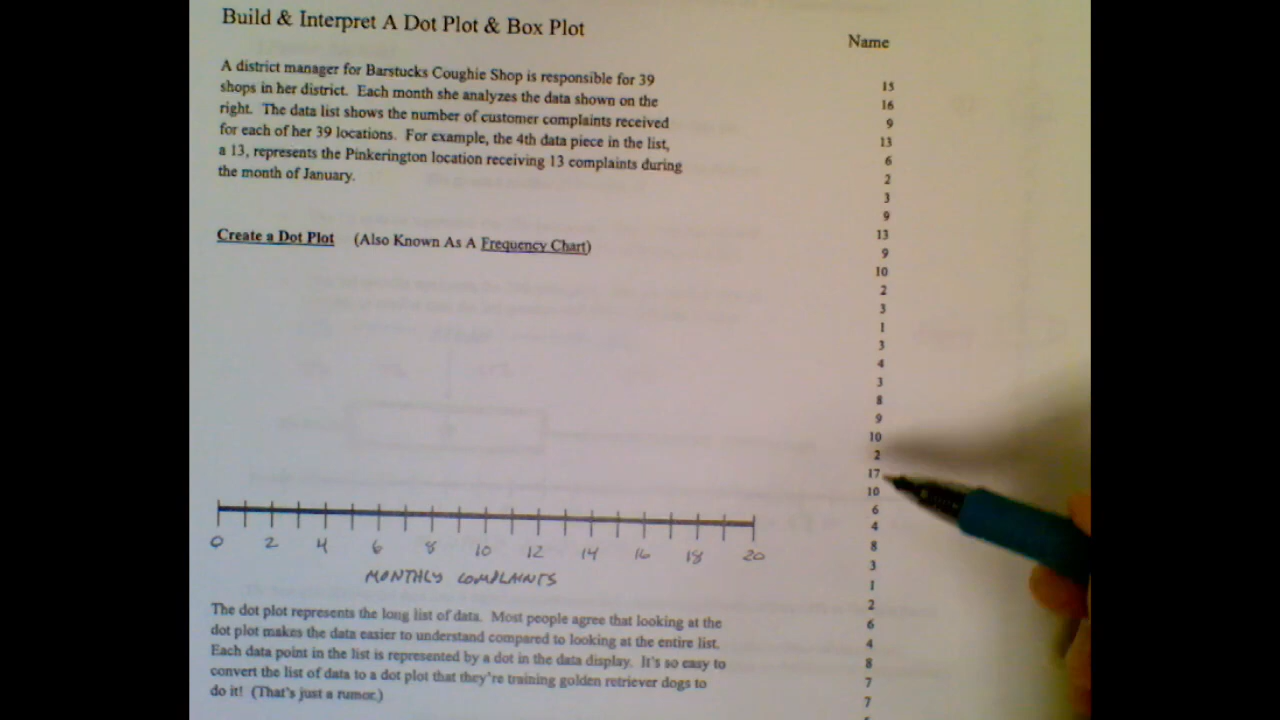 Build & Interpret A Dot Plot & Box Plot
Name
A district manager for Barstucks Coughie Shop is responsible for 39
shops in her district. Each month she analyzes the data shown on the
right. The data list shows the number of customer complaints received
for each of her 39 locations. For example, the 4th data piece in the list,
a 13, represents the Pinkerington location receiving 13 complaints during
the month of January.
Create a Dot Plot (Also Known As A Frequency Chart)
0 2 4 6 8 10 12 14 16 18 20
MONTHLY COMPLAINTS
The dot plot represents the long list of data. Most people agree that looking at the
dot plot makes the data easier to understand compared to looking at the entire list.
Each data point in the list is represented by a dot in the data display. It's so easy to
convert the list of data to a dot plot that they're training golden retriever dogs to
do it! (That's just a rumor.)
15
16
9
13
6
2
3
9
13
9
10
2
3
1
3
4
3
8
9
10
2
17
10
6
4
8
3
1
2
6
4
8
7
7